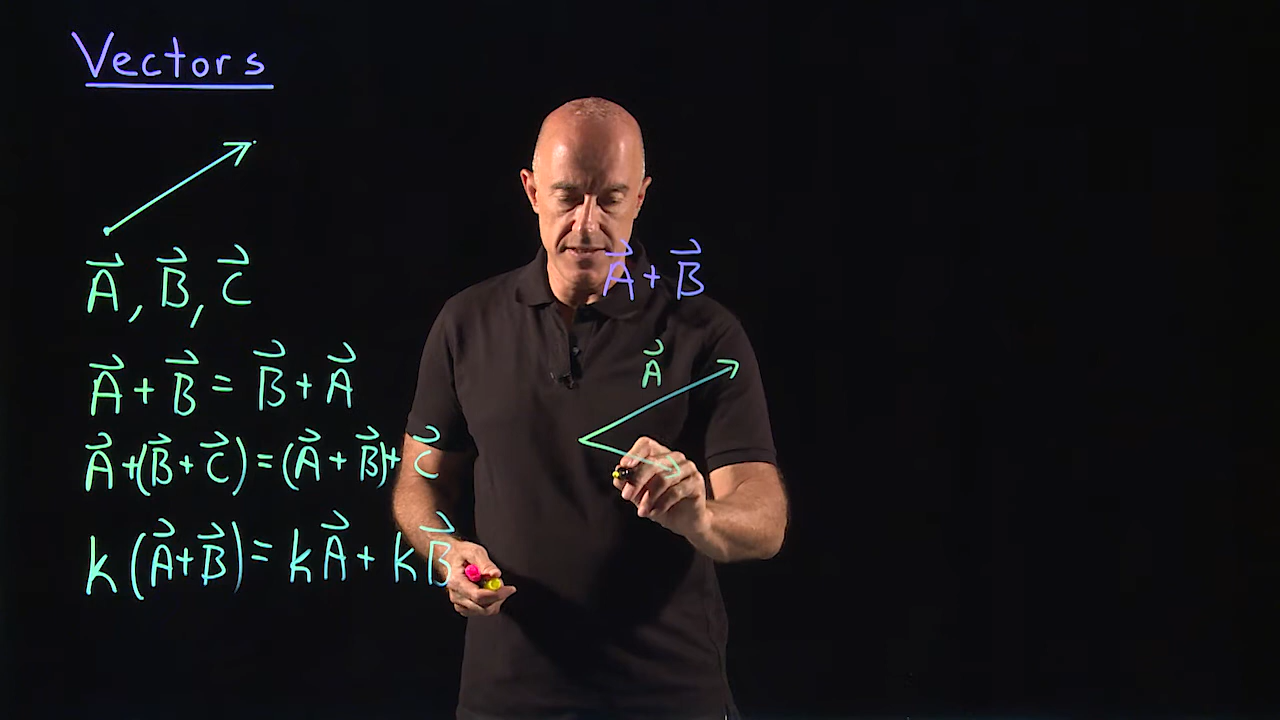 Vectors
A⃗, B⃗, C⃗
A⃗ + B⃗ = B⃗ + A⃗
A⃗ + (B⃗ + C⃗) = (A⃗ + B⃗) + C⃗
k(A⃗ + B⃗) = kA⃗ + kB⃗
A⃗ + B⃗
A⃗